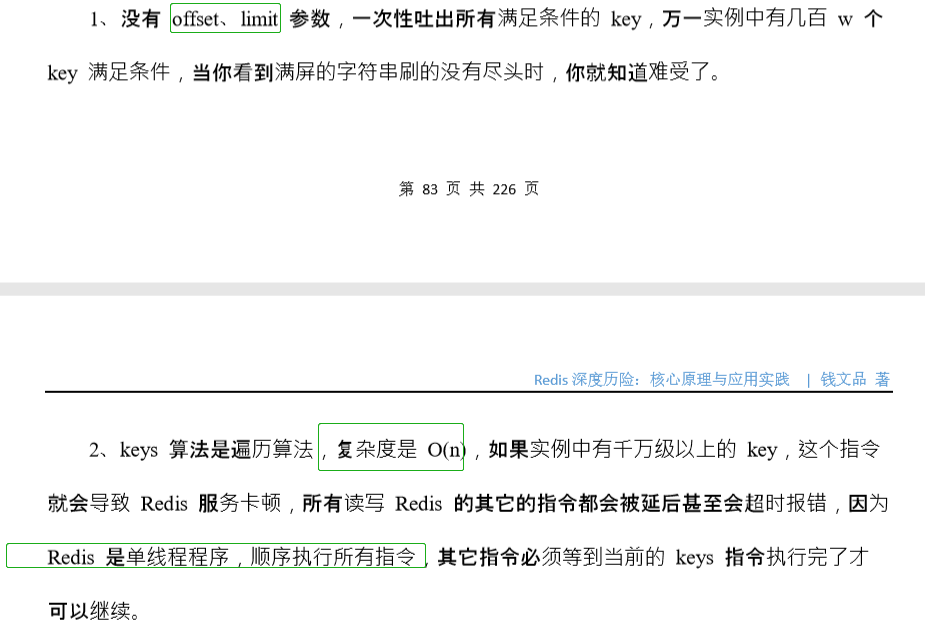 1、没有 offset、limit 参数，一次性吐出所有满足条件的 key，万一实例中有几百 w 个
key 满足条件，当你看到满屏的字符串刷的没有尽头时，你就知道难受了。
第 83 页 共 226 页
Redis 深度历险：核心原理与应用实践 | 钱文品 著
2、keys 算法是遍历算法，复杂度是 O(n)，如果实例中有千万级以上的 key，这个指令
就会导致 Redis 服务卡顿，所有读写 Redis 的其它的指令都会被延后甚至会超时报错，因为
Redis 是单线程程序，顺序执行所有指令，其它指令必须等到当前的 keys 指令执行完了才
可以继续。